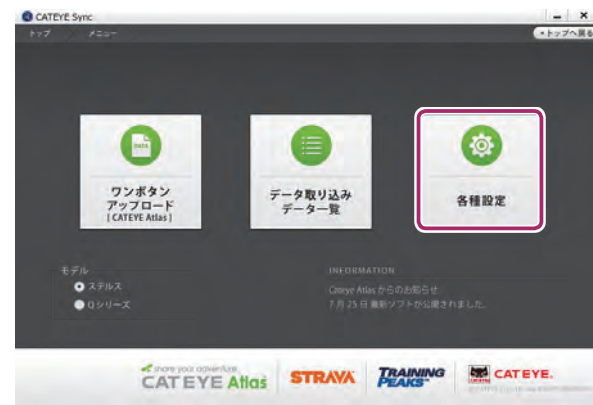 CATEYE Sync
トップ メニュー
トップへ戻る
DATA
ワンボタン
アップロード
[ CATEYE Atlas ]
データ取り込み
データ一覧
各種設定
モデル
ステルス
Qシリーズ
INFORMATION
Cateye Atlas からのお知らせ
7 月 25 日 最新ソフトが公開されました。
share your adventure.
CATEYE Atlas
STRAVA
TRAINING
PEAKS
CATEYE.